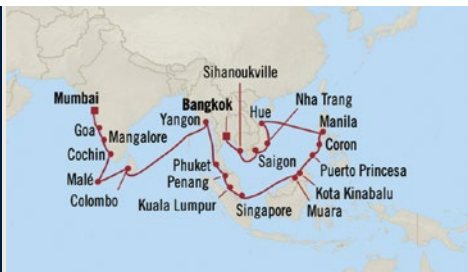 Sihanoukville
Mumbai
Bangkok
Hue
Nha Trang
Yangon
Manila
Goa
Mangalore
Coron
Cochin
Saigon
Puerto Princesa
Phuket
Malé
Penang
Kota Kinabalu
Colombo
Kuala Lumpur
Muara
Singapore